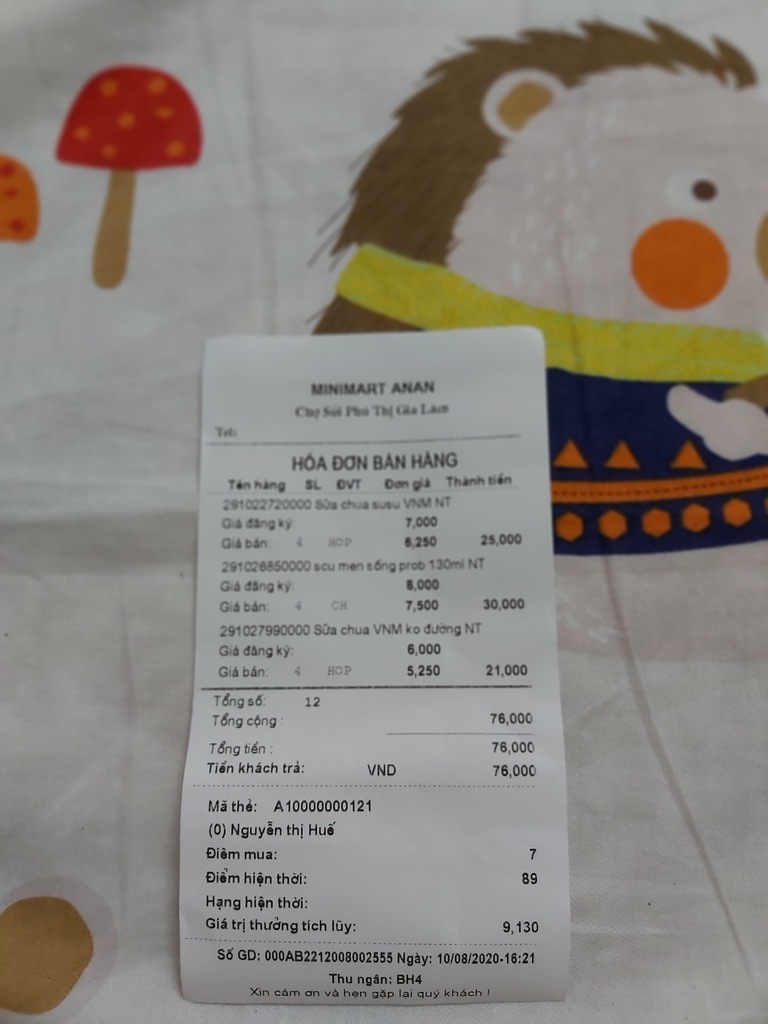 MINIMART ANAN
Chợ Sủi Phú Thị Gia Lâm
Tel:
HÓA ĐƠN BÁN HÀNG
Tên hàng SL ĐVT Đơn giá Thành tiền
291022720000 Sữa chua susu VNM NT
Giá đăng ký: 7,000
Giá bán: 4 HOP 6,250 25,000
291026850000 scu men sống prob 130ml NT
Giá đăng ký: 8,000
Giá bán: 4 CH 7,500 30,000
291027990000 Sữa chua VNM ko đường NT
Giá đăng ký: 6,000
Giá bán: 4 HOP 5,250 21,000
Tổng số: 12
Tổng cộng : 76,000
Tổng tiền : 76,000
Tiền khách trả: VND 76,000
Mã thẻ: A10000000121
(0) Nguyễn thị Huế
Điểm mua: 7
Điểm hiện thời: 89
Hạng hiện thời:
Giá trị thưởng tích lũy: 9,130
Số GD: 000AB2212008002555 Ngày: 10/08/2020-16:21
Thu ngân: BH4
Xin cám ơn và hẹn gặp lại quý khách !